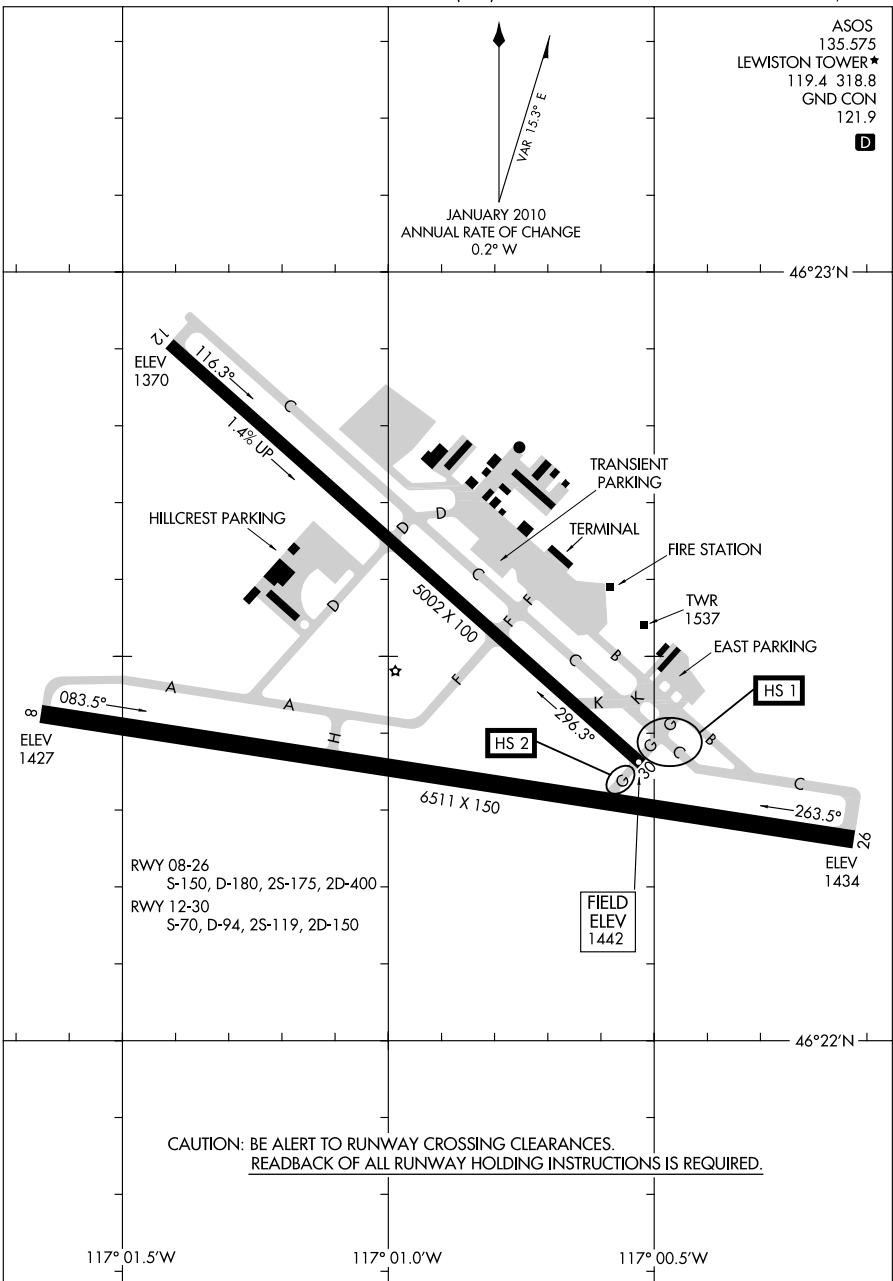 ASOS
135.575
LEWISTON TOWER★
119.4 318.8
GND CON
121.9
D
VAR 15.3° E
JANUARY 2010
ANNUAL RATE OF CHANGE
0.2° W
46°23'N
12
ELEV
1370
116.3°
C
1.4% UP
HILLCREST PARKING
D
D
D
TRANSIENT
PARKING
TERMINAL
FIRE STATION
TWR
1537
EAST PARKING
5002 X 100
C
F
F
F
C
B
K
K
HS 1
A
A
083.5°
8
ELEV
1427
H
296.3°
HS 2
G
G
G
C
B
30
C
6511 X 150
263.5°
26
ELEV
1434
RWY 08-26
S-150, D-180, 2S-175, 2D-400
RWY 12-30
S-70, D-94, 2S-119, 2D-150
FIELD
ELEV
1442
46°22'N
CAUTION: BE ALERT TO RUNWAY CROSSING CLEARANCES.
READBACK OF ALL RUNWAY HOLDING INSTRUCTIONS IS REQUIRED.
117° 01.5'W
117° 01.0'W
117° 00.5'W